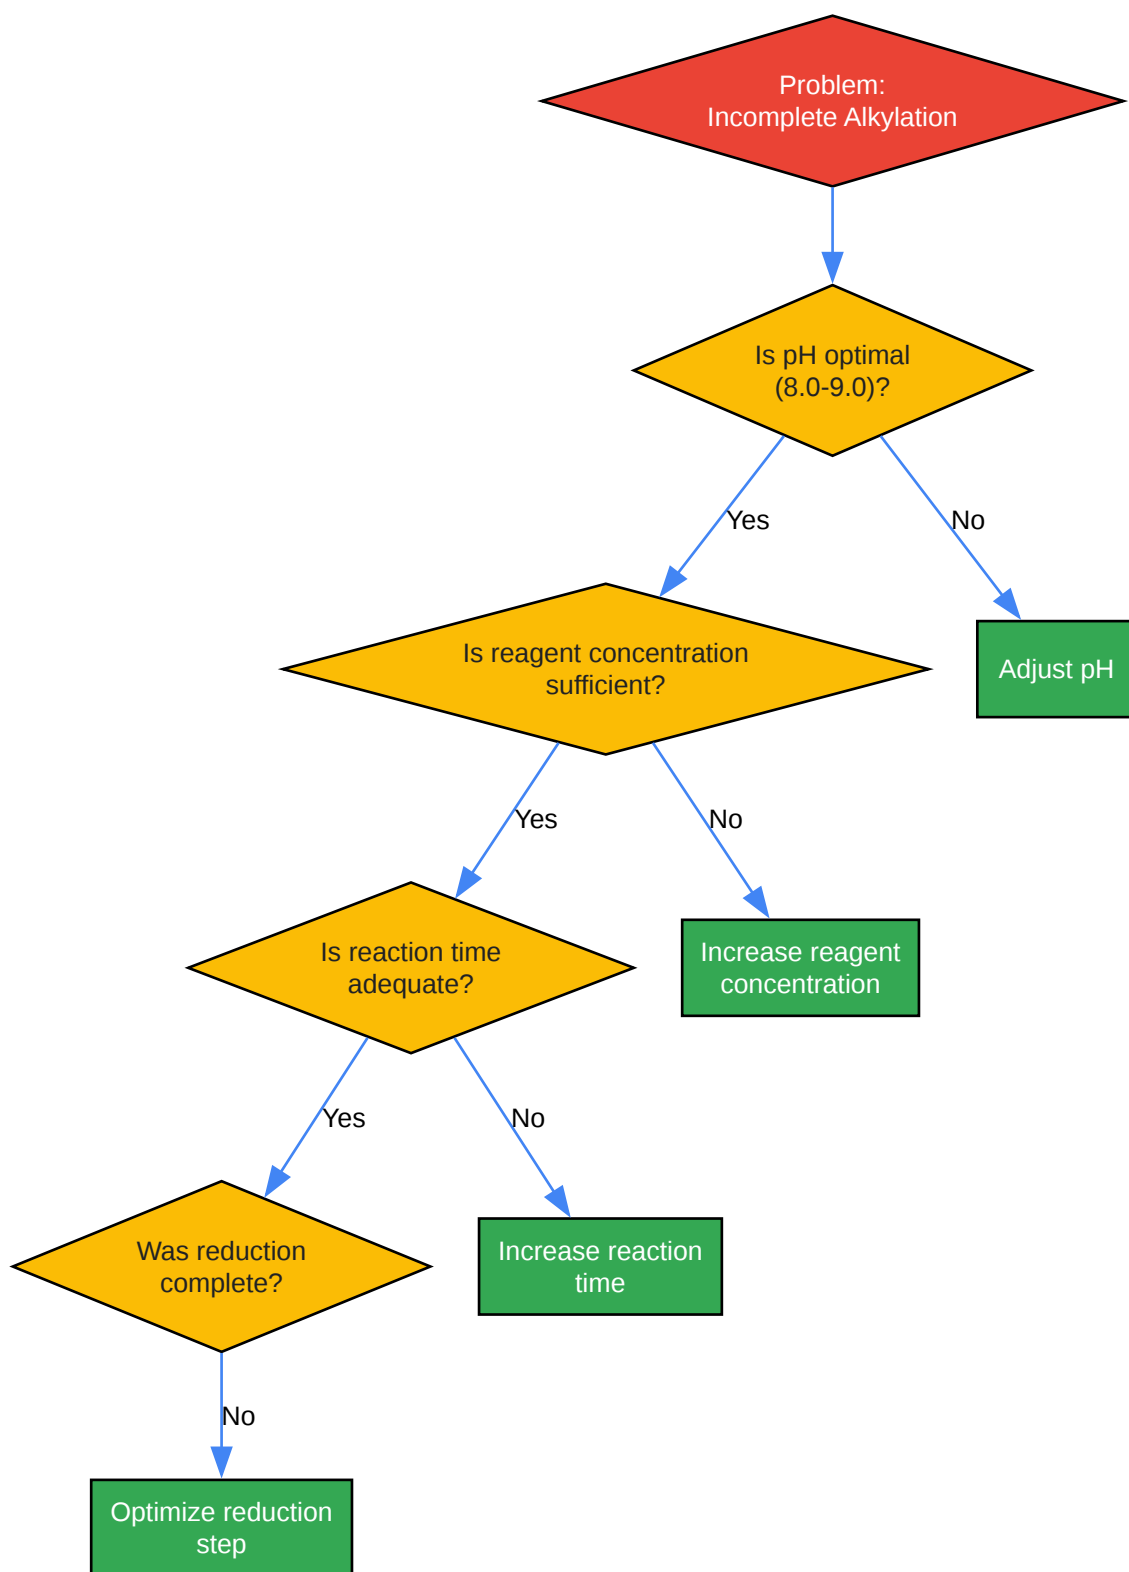 Problem:
Incomplete Alkylation
Is pH optimal
(8.0-9.0)?
Yes
No
Is reagent concentration
sufficient?
Adjust pH
Yes
No
Is reaction time
adequate?
Increase reagent
concentration
Yes
No
Was reduction
complete?
Increase reaction
time
No
Optimize reduction
step